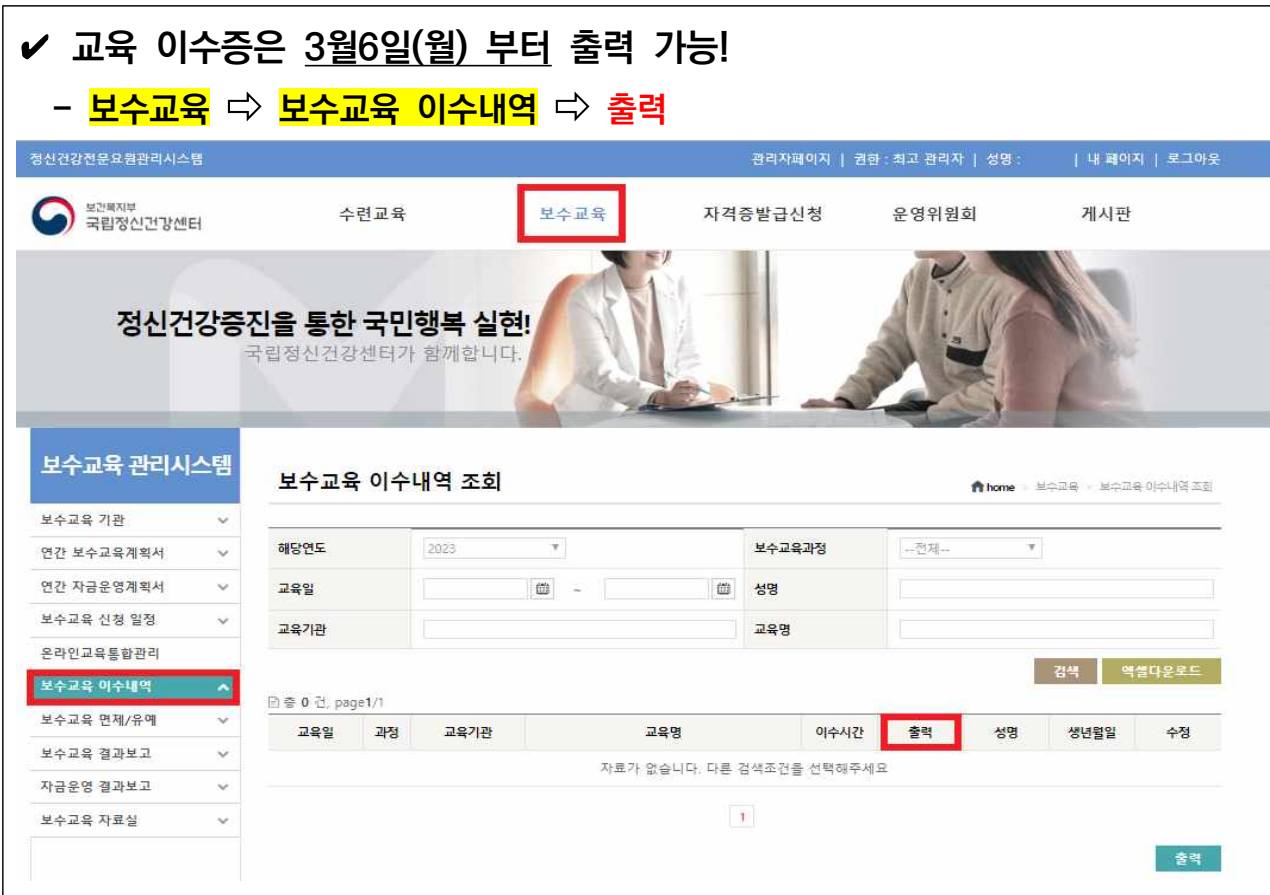 ✔ 교육 이수증은 3월6일(월) 부터 출력 가능!
- 보수교육 ⇨ 보수교육 이수내역 ⇨ 출력
정신건강전문요원관리시스템 관리자페이지 | 권한 : 최고 관리자 | 성명 : | 내 페이지 | 로그아웃
보건복지부
국립정신건강센터
수련교육 보수교육 자격증발급신청 운영위원회 게시판
정신건강증진을 통한 국민행복 실현!
국립정신건강센터가 함께합니다.
보수교육 관리시스템
보수교육 기관
연간 보수교육계획서
연간 자금운영계획서
보수교육 신청 일정
온라인교육통합관리
보수교육 이수내역
보수교육 면제/유예
보수교육 결과보고
자금운영 결과보고
보수교육 자료실
보수교육 이수내역 조회
home > 보수교육 > 보수교육 이수내역 조회
해당연도 2023 보수교육과정 --전체--
교육일 ~ 성명
교육기관 교육명
검색 엑셀다운로드
총 0 건, page1/1
교육일 과정 교육기관 교육명 이수시간 출력 성명 생년월일 수정
자료가 없습니다. 다른 검색조건을 선택해주세요
1
출력